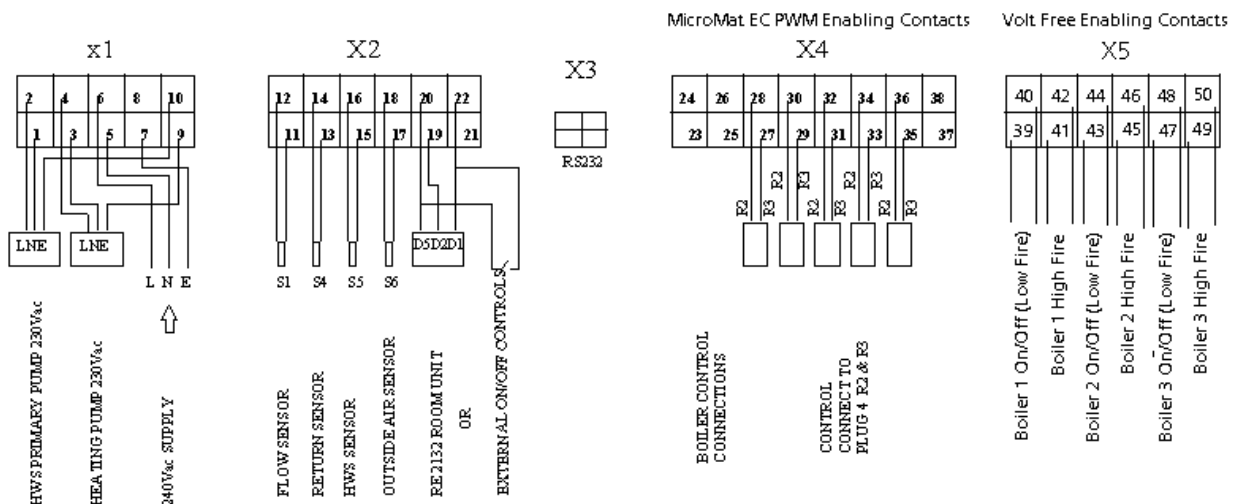 MicroMat EC PWM Enabling Contacts
Volt Free Enabling Contacts
x1
X2
X3
X4
X5
2 4 6 8 10
1 3 5 7 9
12 14 16 18 20 22
11 13 15 17 19 21
RS232
24 26 28 30 32 34 36 38
23 25 27 29 31 33 35 37
40 42 44 46 48 50
39 41 43 45 47 49
LNE
LNE
L N E
S1
S4
S5
S6
D5D2D1
R2
R3
R2
R3
R2
R3
R2
R3
R2
R3
HWS PRIMARY PUMP 230Vac
HEATING PUMP 230Vac
240Vac SUPPLY
FLOW SENSOR
RETURN SENSOR
HWS SENSOR
OUTSIDE AIR SENSOR
RE2132 ROOM UNIT
OR
EXTERNAL ON/OFF CONTROLS
BOILER CONTROL
CONNECTIONS
CONTROL
CONNECT TO
PLUG 4 R2 & R3
Boiler 1 On/Off (Low Fire)
Boiler 1 High Fire
Boiler 2 On/Off (Low Fire)
Boiler 2 High Fire
Boiler 3 On/Off (Low Fire)
Boiler 3 High Fire